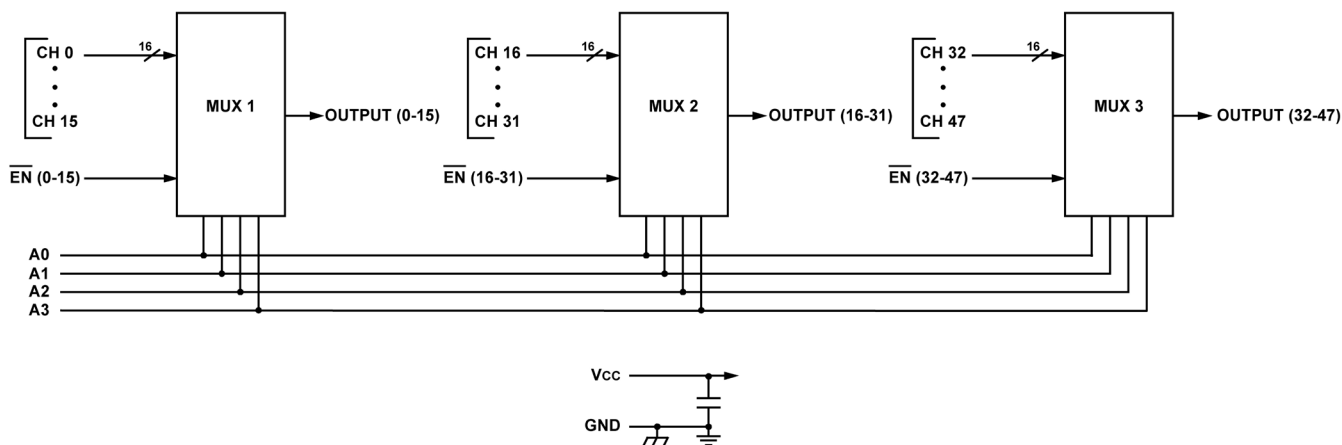 CH 0 16 CH 16 16 CH 32 16
MUX 1 OUTPUT (0-15) MUX 2 OUTPUT (16-31) MUX 3 OUTPUT (32-47)
CH 15 CH 31 CH 47
EN (0-15) EN (16-31) EN (32-47)
A0
A1
A2
A3
VCC
GND